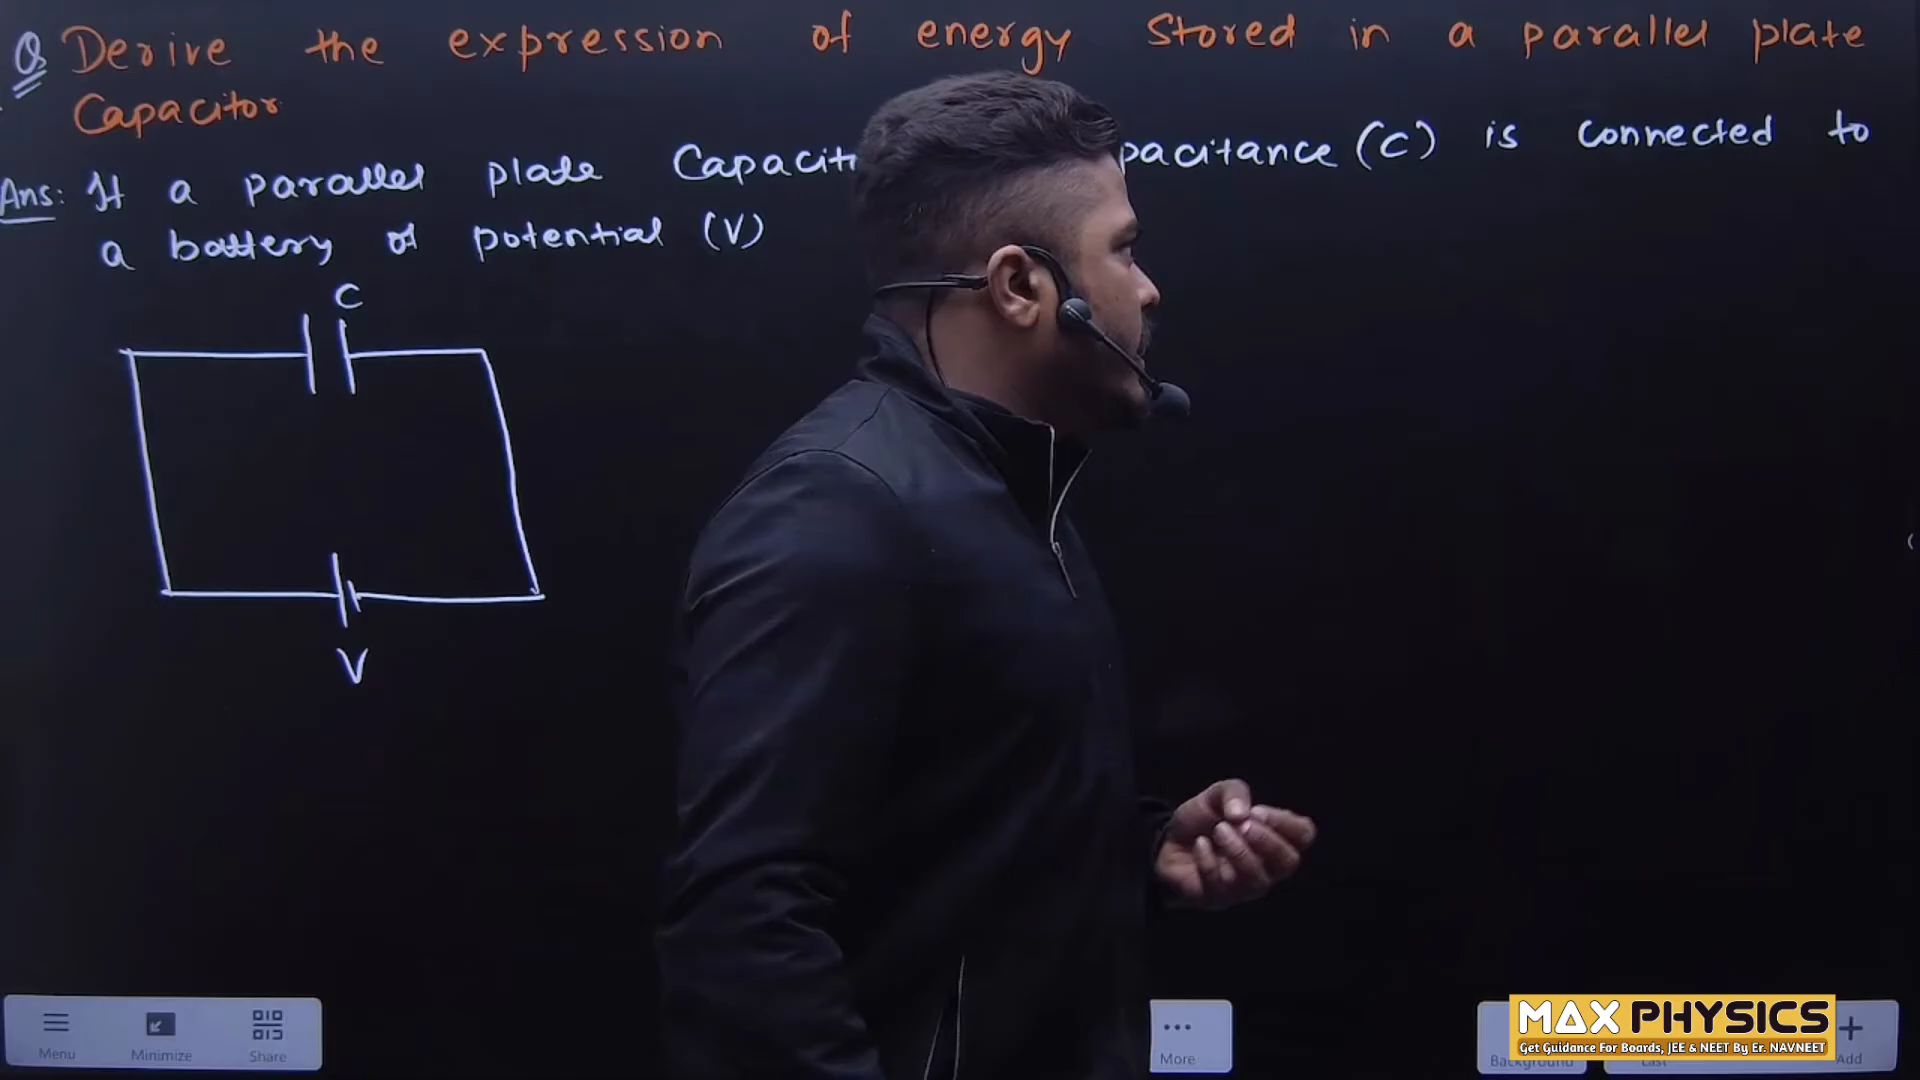 Q Derive the expression of energy stored in a parallel plate
Capacitor
Ans: If a parallel plate Capacit pacitance (C) is connected to
a battery of potential (V)
C
V
Menu
Minimize
Share
More
Background
Last
Add
MAX PHYSICS
Get Guidance For Boards, JEE & NEET By Er. NAVNEET